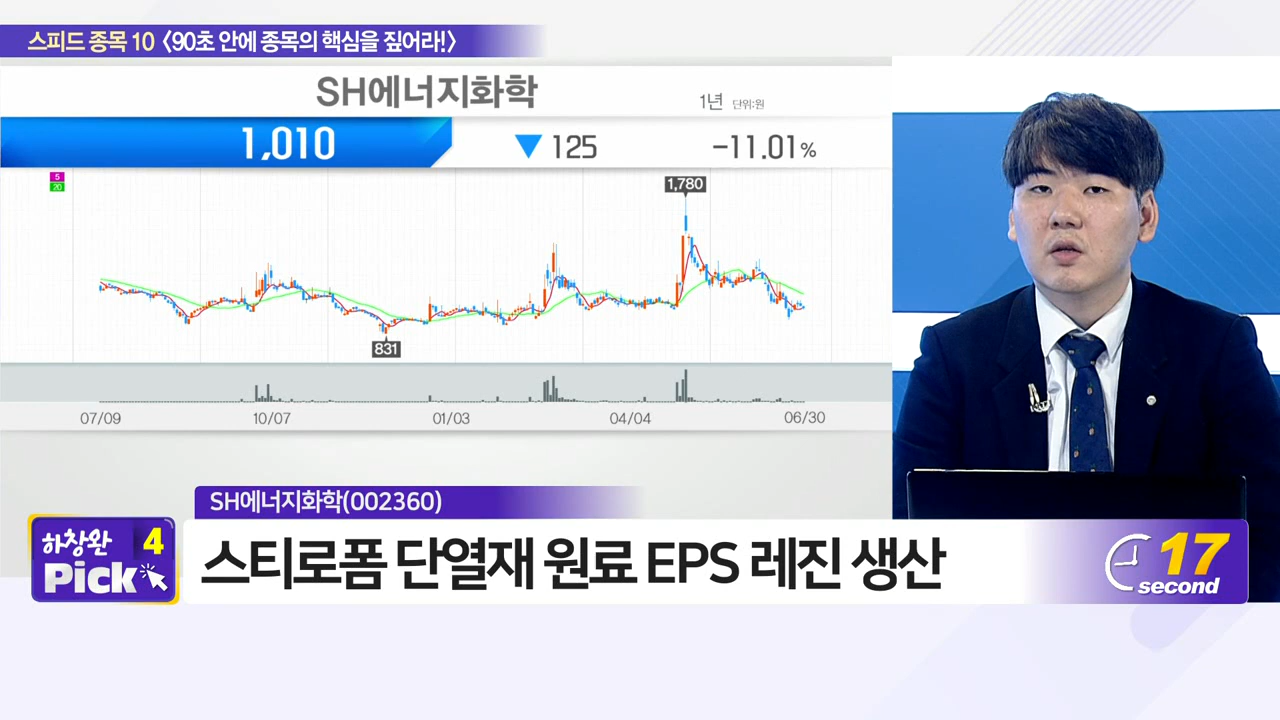 스피드 종목 10 〈90초 안에 종목의 핵심을 짚어라!〉
SH에너지화학
1년 단위:원
1,010 ▼ 125 -11.01%
5
20
1,780
831
07/09 10/07 01/03 04/04 06/30
SH에너지화학(002360)
하창완 4
Pick
스티로폼 단열재 원료 EPS 레진 생산
17
second